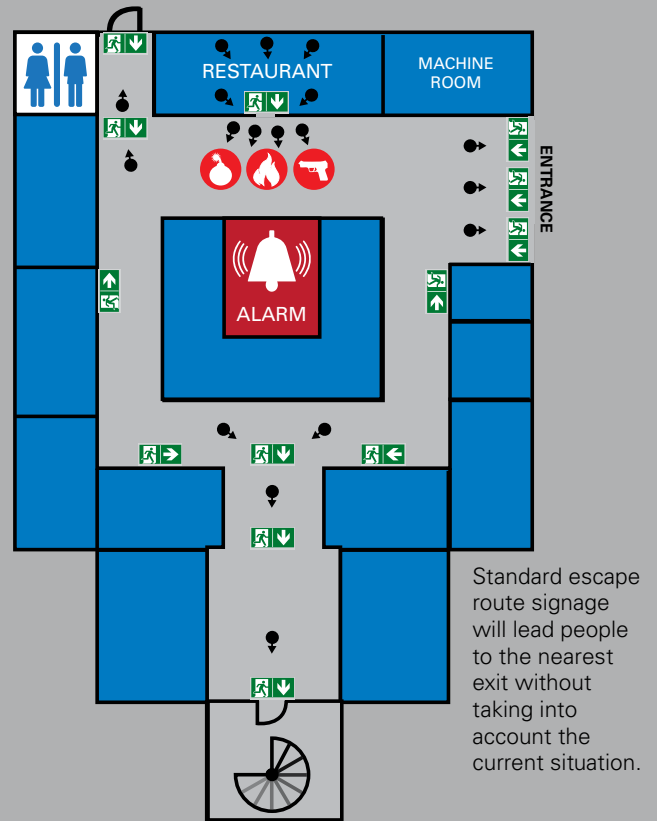 RESTAURANT
MACHINE
ROOM
ENTRANCE
ALARM
Standard escape
route signage
will lead people
to the nearest
exit without
taking into
account the
current situation.